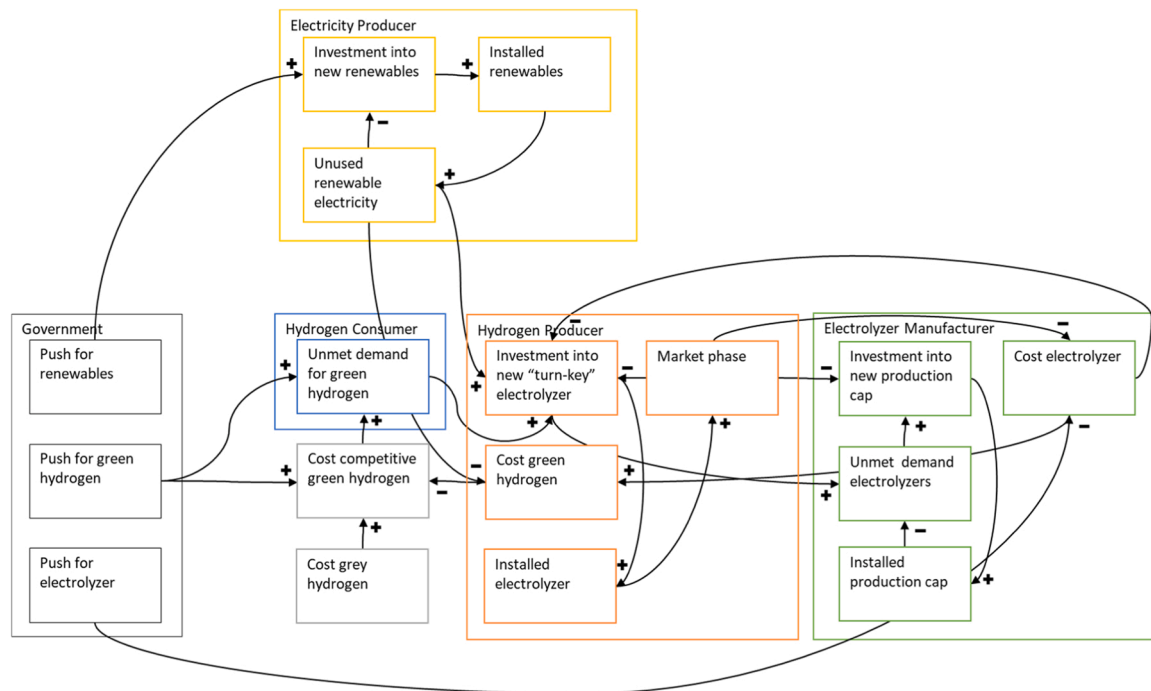 Electricity Producer
Investment into
new renewables
Installed
renewables
+
+
−
Unused
renewable
electricity
+
Government
Push for
renewables
Push for green
hydrogen
Push for
electrolyzer
Hydrogen Consumer
Unmet demand
for green
hydrogen
+
+
Cost competitive
green hydrogen
+
−
Cost grey
hydrogen
+
Hydrogen Producer
−
Investment into
new “turn-key”
electrolyzer
+
−
+
Market phase
+
Cost green
hydrogen
−
+
Installed
electrolyzer
+
Electrolyzer Manufacturer
−
Investment into
new production
cap
−
Cost electrolyzer
+
−
Unmet demand
electrolyzers
+
−
Installed
production cap
+